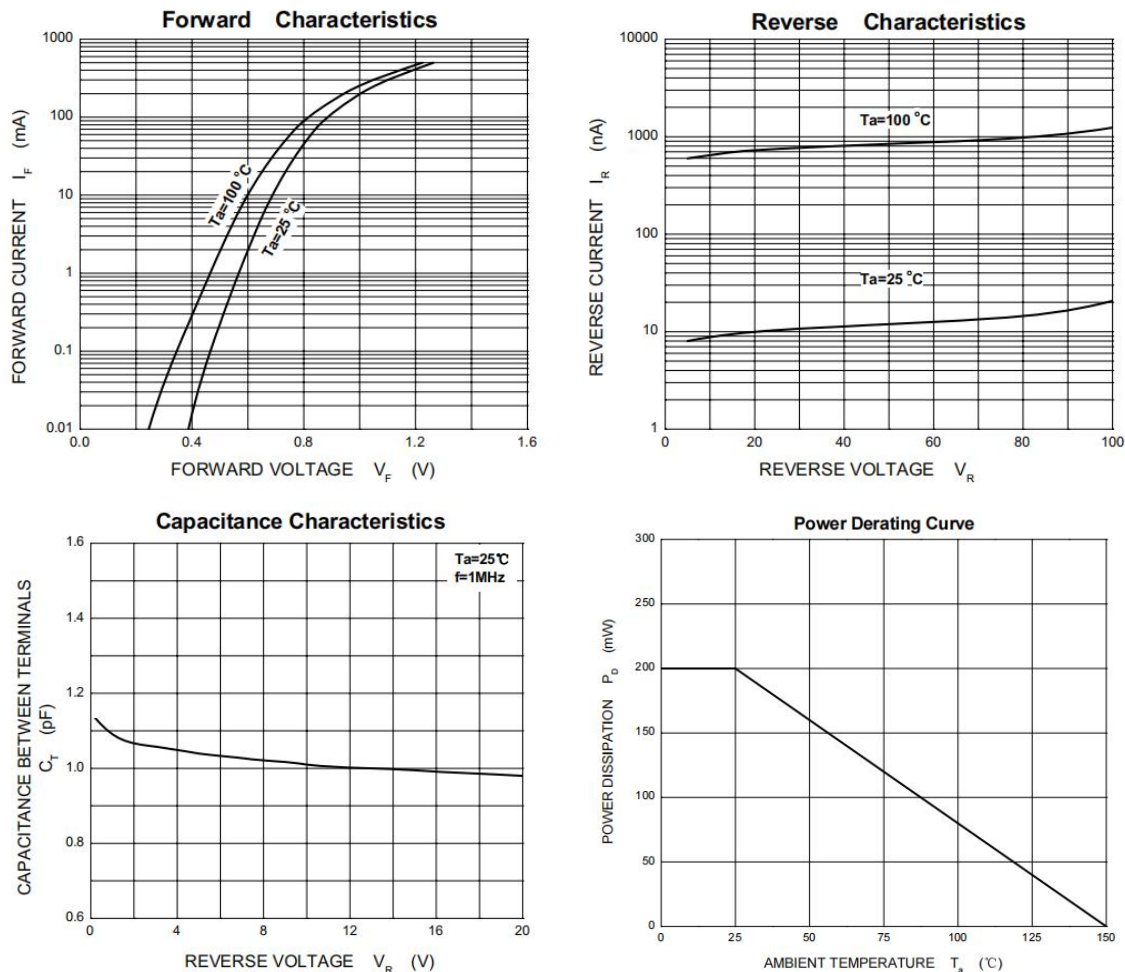 Forward Characteristics
1000
100
10
1
0.1
0.01
FORWARD CURRENT I_F (mA)
Ta=100 °C
Ta=25 °C
0.0 0.4 0.8 1.2 1.6
FORWARD VOLTAGE V_F (V)
Reverse Characteristics
10000
1000
100
10
1
REVERSE CURRENT I_R (nA)
Ta=100 °C
Ta=25 °C
0 20 40 60 80 100
REVERSE VOLTAGE V_R
Capacitance Characteristics
1.6
1.4
1.2
1.0
0.8
0.6
CAPACITANCE BETWEEN TERMINALS
C_T (pF)
Ta=25℃
f=1MHz
0 4 8 12 16 20
REVERSE VOLTAGE V_R (V)
Power Derating Curve
300
250
200
150
100
50
0
POWER DISSIPATION P_D (mW)
0 25 50 75 100 125 150
AMBIENT TEMPERATURE T_a (℃)